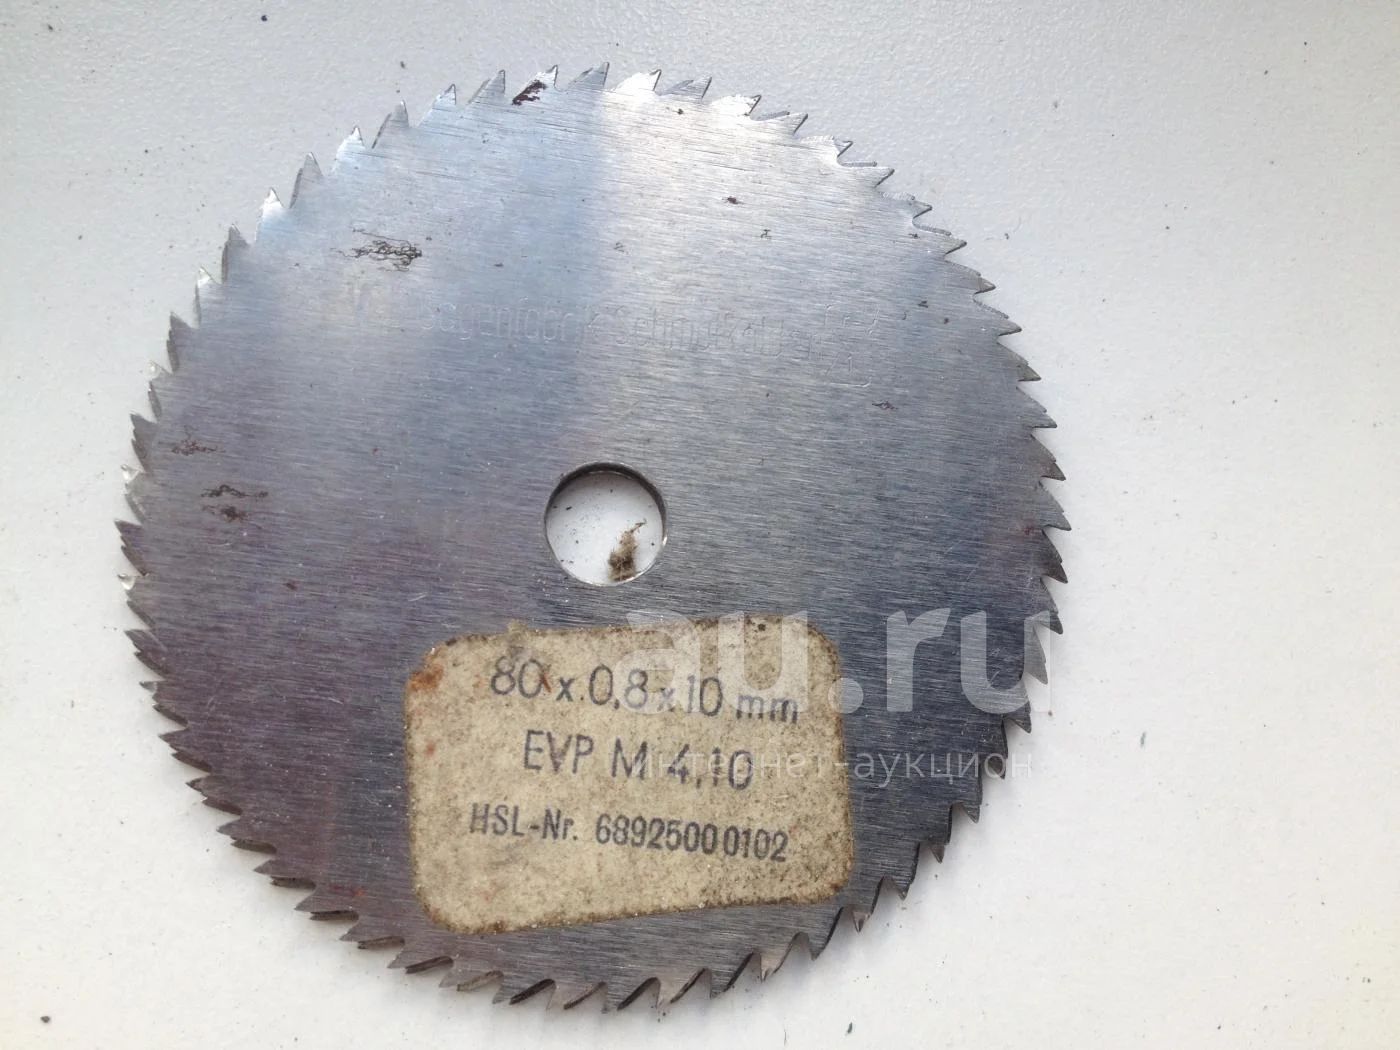 80 x 0,8 x 10 mm
EVP M 4,10
HSL-Nr. 68925000102
au.ru
интернет-аукцион